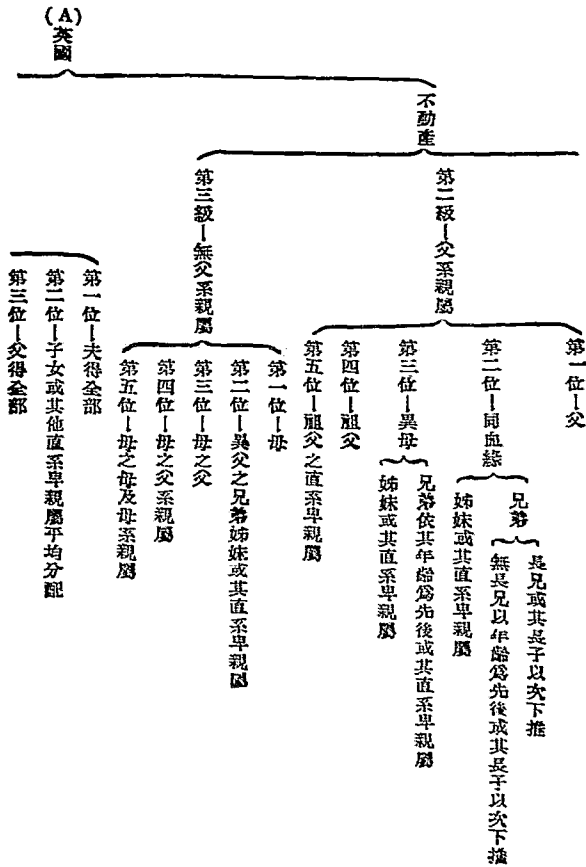 (A)英國
不動產
第二級—父系親屬
第一位—父
第二位—同血緣
兄弟
長兄或其長子以次下推
無長兄以年齡爲先後或其長子以次下推
姊妹或其直系卑親屬
第三位—異母
兄弟依其年齡爲先後或其直系卑親屬
姊妹或其直系卑親屬
第四位—祖父
第五位—祖父之直系卑親屬
第三級—無父系親屬
第一位—母
第二位—異父之兄弟姊妹或其直系卑親屬
第三位—母之父
第四位—母之父系親屬
第五位—母之母及母系親屬
第一位—夫得全部
第二位—子女或其他直系卑親屬平均分配
第三位—父得全部